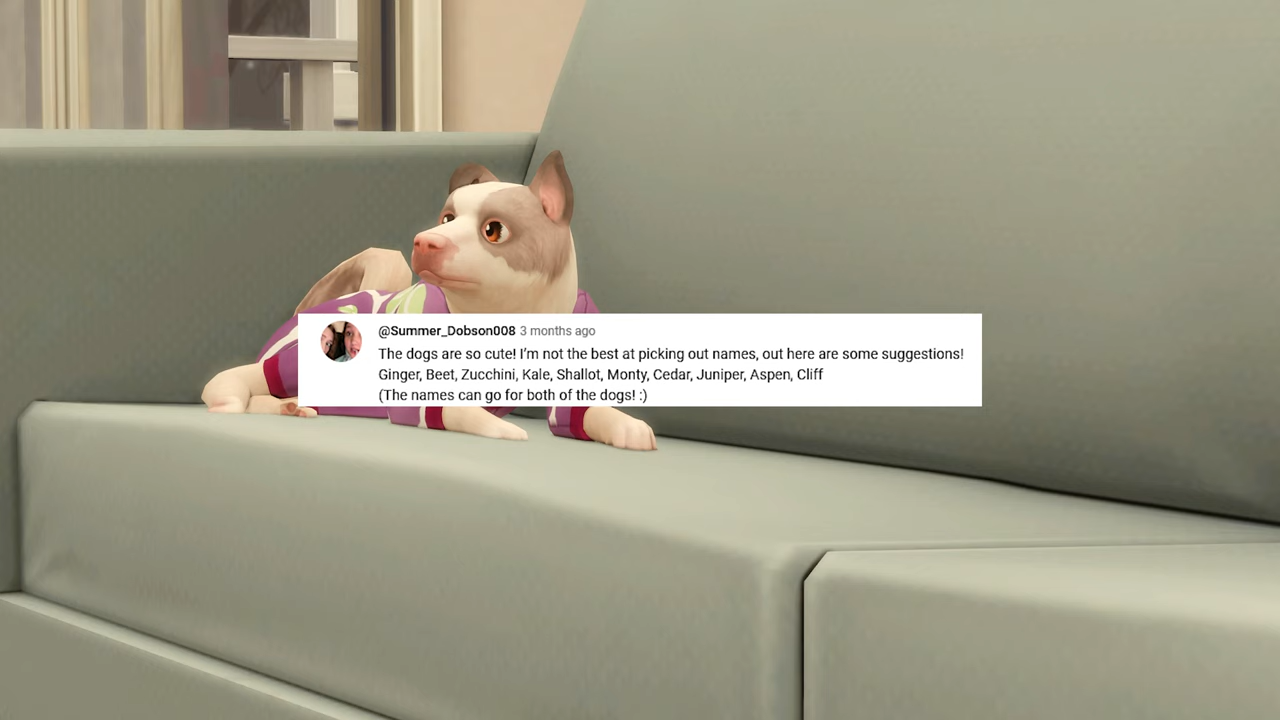 @Summer_Dobson008 3 months ago
The dogs are so cute! I'm not the best at picking out names, out here are some suggestions!
Ginger, Beet, Zucchini, Kale, Shallot, Monty, Cedar, Juniper, Aspen, Cliff
(The names can go for both of the dogs! :)